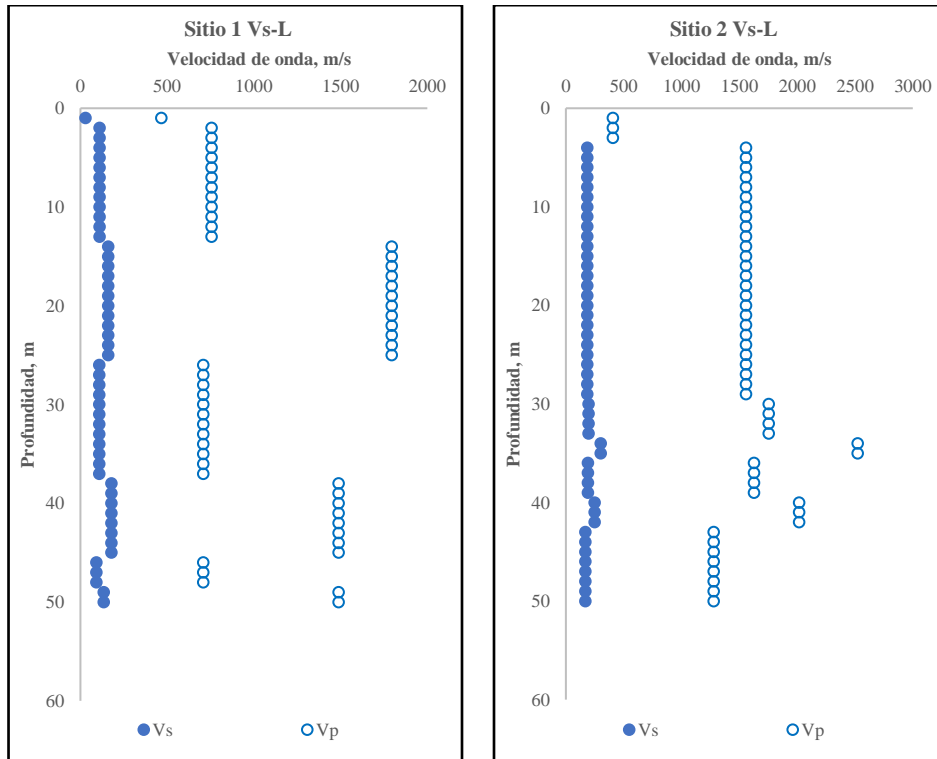 Sitio 1 Vs-L
Velocidad de onda, m/s
0 500 1000 1500 2000
0
10
20
30
40
50
60
Profundidad, m
Vs Vp
Sitio 2 Vs-L
Velocidad de onda, m/s
0 500 1000 1500 2000 2500 3000
0
10
20
30
40
50
60
Profundidad, m
Vs Vp